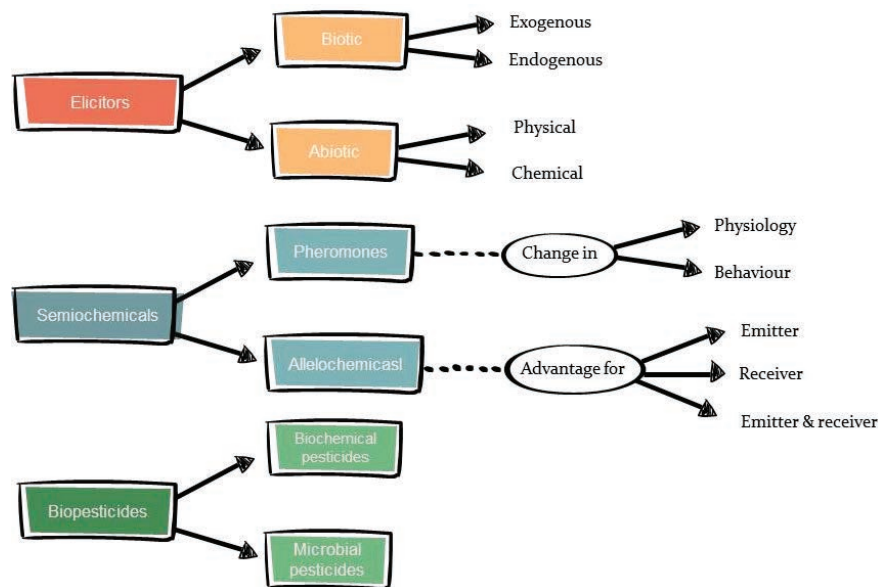 Elicitors
Biotic
Exogenous
Endogenous
Abiotic
Physical
Chemical
Semiochemicals
Pheromones
Change in
Physiology
Behaviour
Allelochemicasl
Advantage for
Emitter
Receiver
Emitter & receiver
Biopesticides
Biochemical
pesticides
Microbial
pesticides